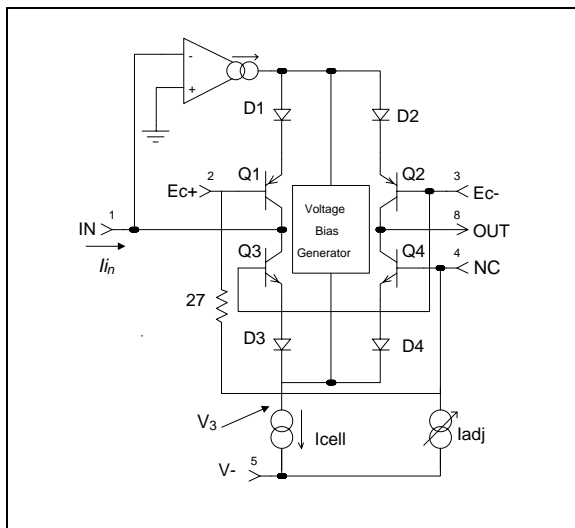 -
+
D1
D2
2
Q1
Q2
3
Ec+
Ec-
Voltage
Bias
Generator
IN
1
8
OUT
Iin
Q3
Q4
4
NC
27
D3
D4
V3
Icell
Iadj
V-
5